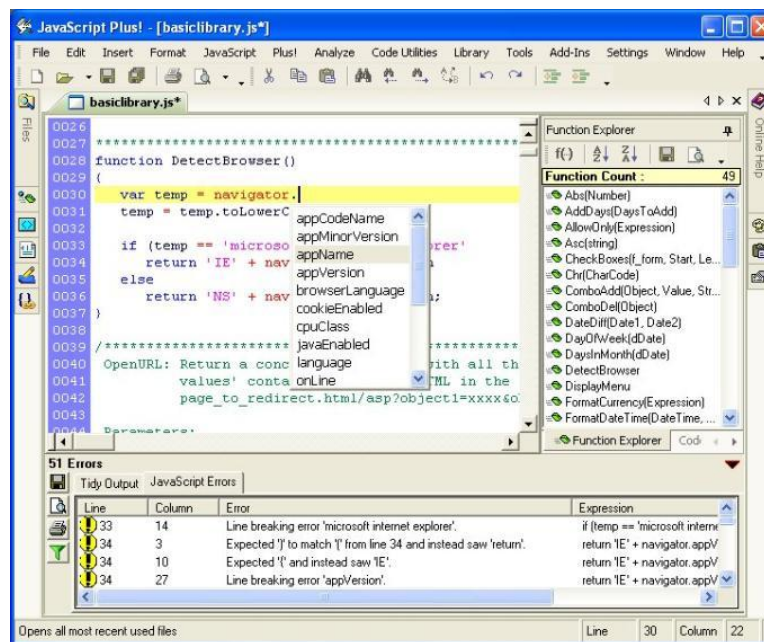 JavaScript Plus! - [basiclibrary.js*]
File Edit Insert Format JavaScript Plus! Analyze Code Utilities Library Tools Add-Ins Settings Window Help
basiclibrary.js*
Files
0026
0027 ****************************************************
0028 function DetectBrowser()
0029 (
0030 var temp = navigator.
0031 temp = temp.toLowerC
0032
0033 if (temp == 'microso orer'
0034 return 'IE' + nav n
0035 else
0036 return 'NS' + nav n;
0037 )
0038
0039 /***************************************************
0040 OpenURL: Return a conc with all th
0041 values' conta TML in the
0042 page_to_redirect.html/asp?object1=xxxx&o
0043
0044 Parameters:
appCodeName
appMinorVersion
appName
appVersion
browserLanguage
cookieEnabled
cpuClass
javaEnabled
language
onLine
Function Explorer
f(·)
Function Count : 49
Abs(Number)
AddDays(DaysToAdd)
AllowOnly(Expression)
Asc(string)
CheckBoxes(f_form, Start, Le...
Chr(CharCode)
ComboAdd(Object, Value, Str...
ComboDel(Object)
DateDiff(Date1, Date2)
DayOfWeek(dDate)
DaysInMonth(dDate)
DetectBrowser
DisplayMenu
FormatCurrency(Expression)
FormatDateTime(DateTime, ...
Function Explorer Cod
Online Help
51 Errors
Tidy Output JavaScript Errors
Line Column Error Expression
33 14 Line breaking error 'microsoft internet explorer'. if (temp == 'microsoft interne
34 3 Expected '}' to match '{' from line 34 and instead saw 'return'. return 'IE' + navigator.appV
34 10 Expected '{' and instead saw 'IE'. return 'IE' + navigator.appV
34 27 Line breaking error 'appVersion'. return 'IE' + navigator.appV
Opens all most recent used files Line 30 Column 22